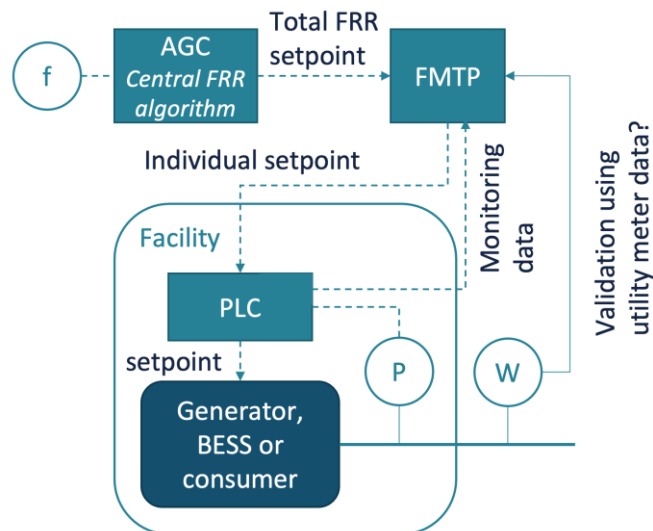 Total FRR
setpoint
f
AGC
Central FRR
algorithm
FMTP
Individual setpoint
Monitoring
data
Validation using
utility meter data?
Facility
PLC
setpoint
P
W
Generator,
BESS or
consumer